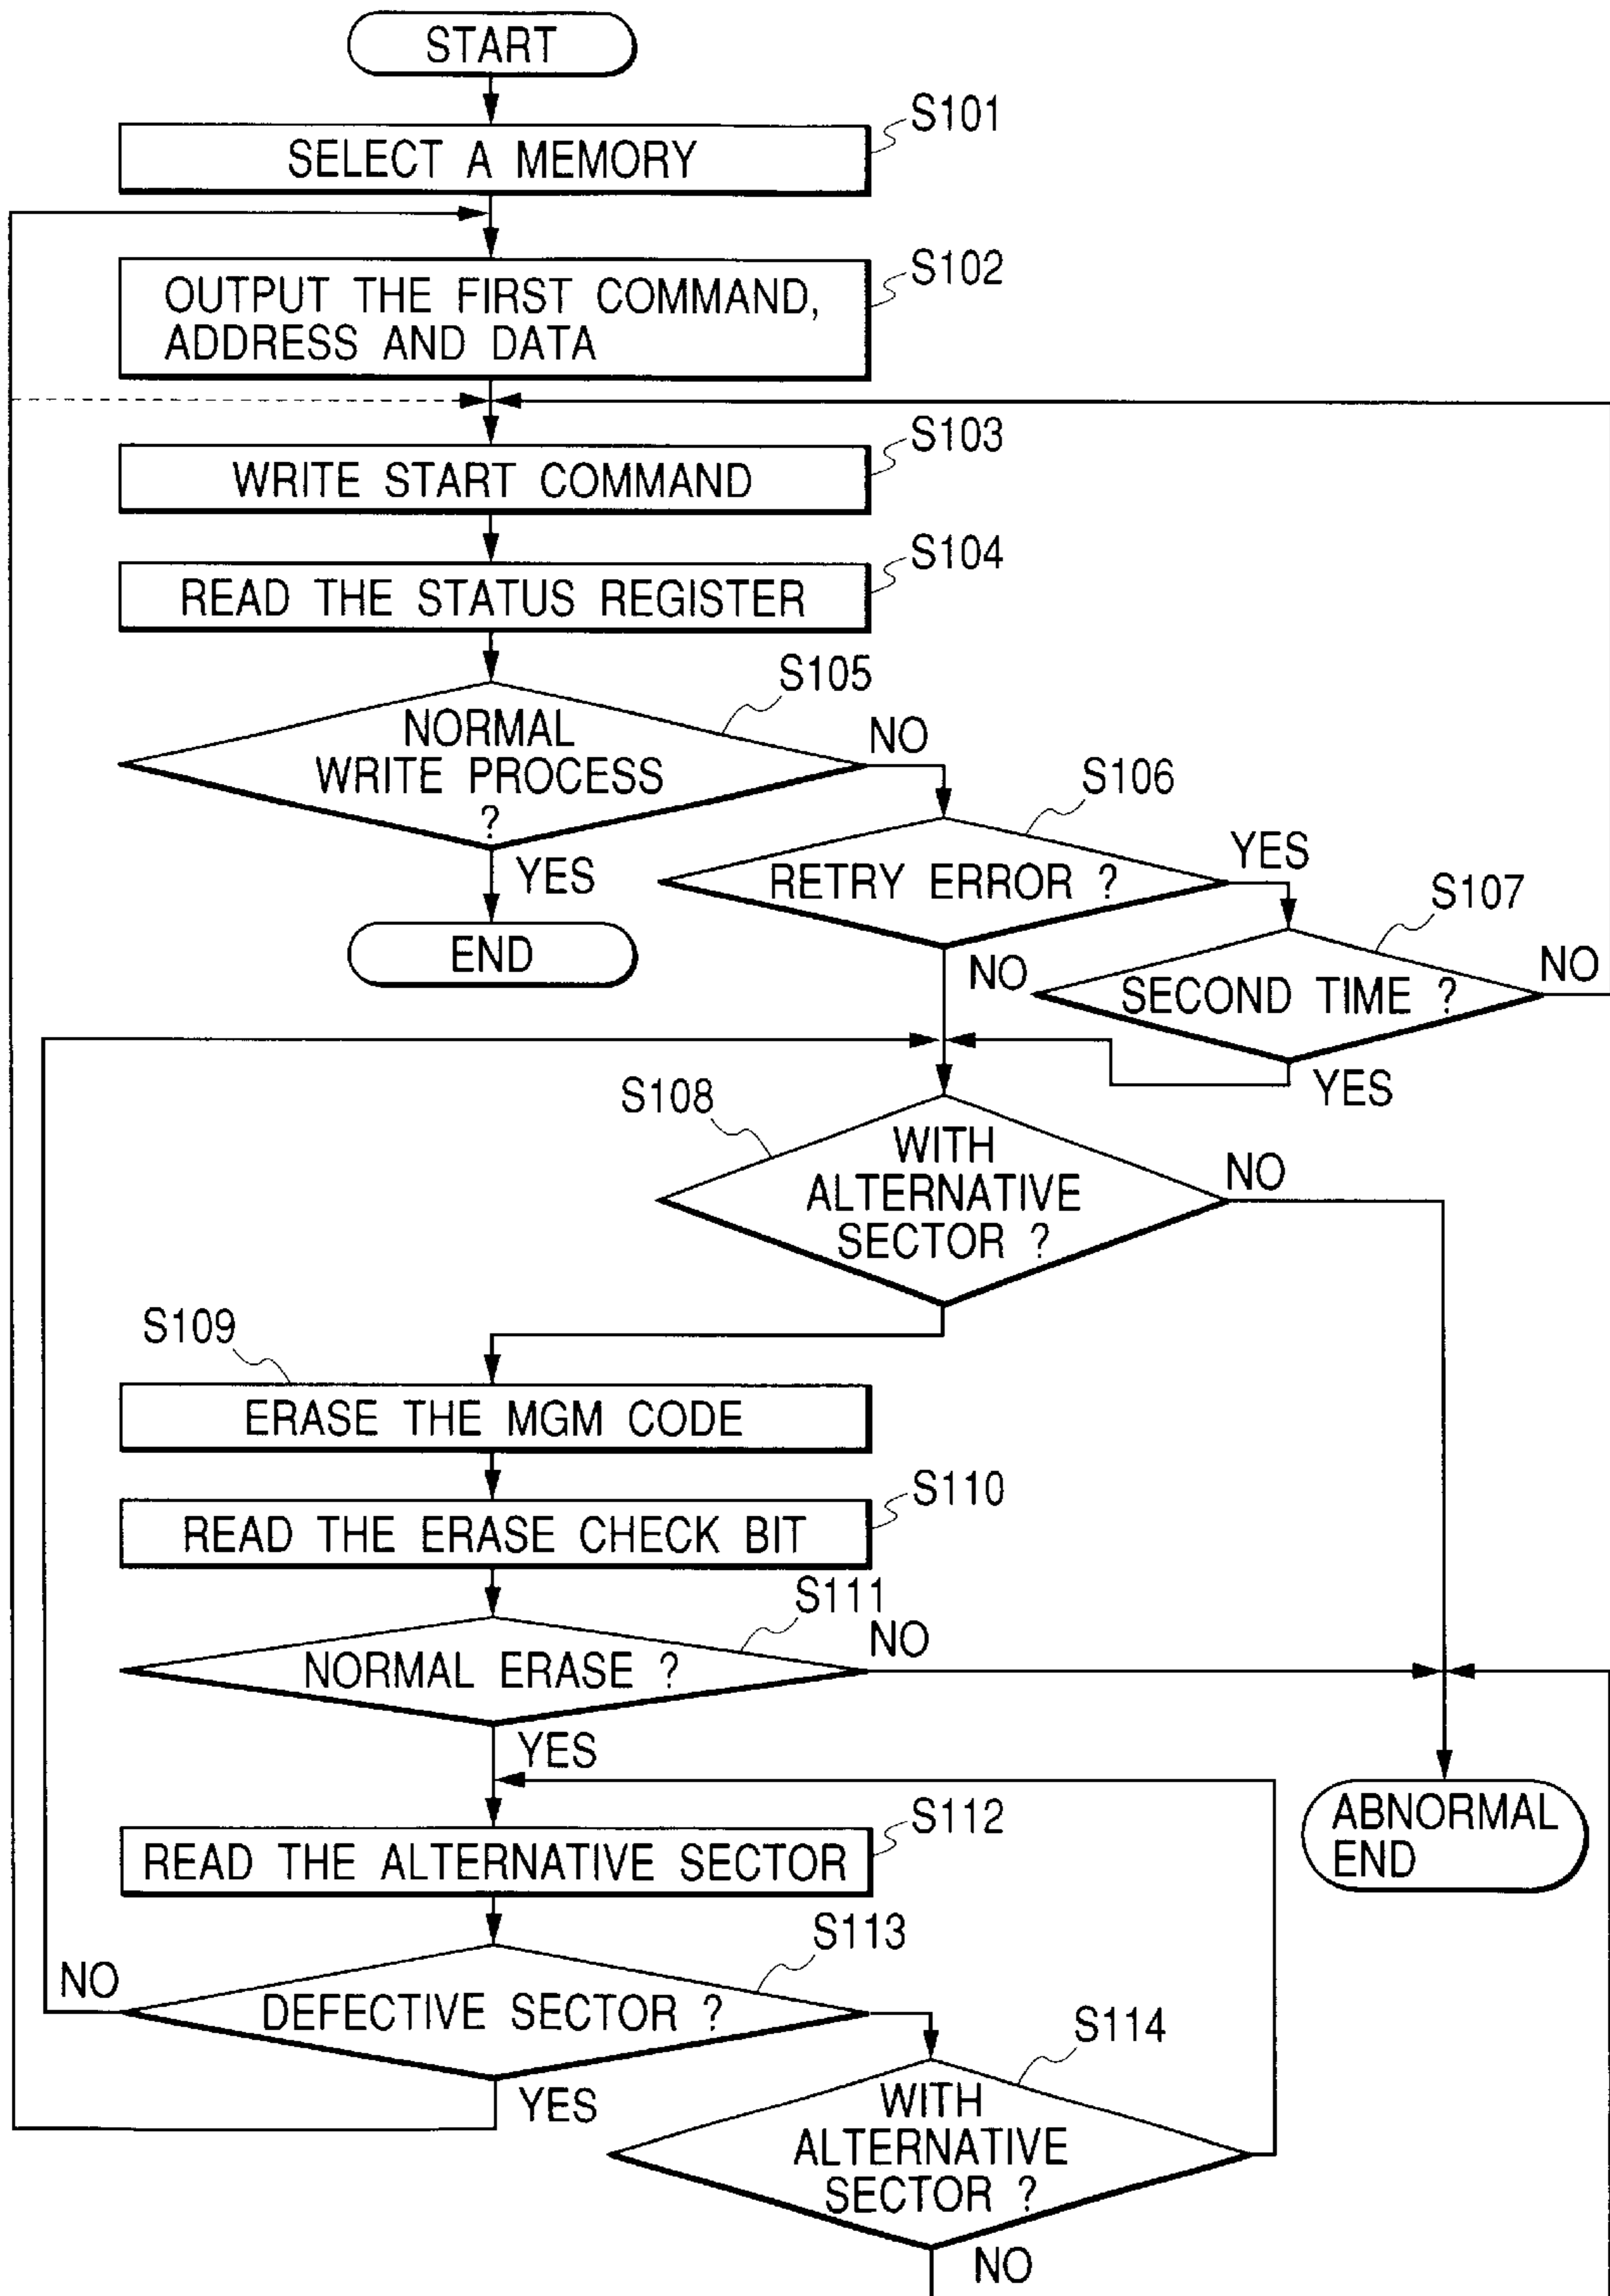 START
S101
SELECT A MEMORY
S102
OUTPUT THE FIRST COMMAND,
ADDRESS AND DATA
S103
WRITE START COMMAND
S104
READ THE STATUS REGISTER
S105
NORMAL
WRITE PROCESS
?
NO
YES
END
S106
RETRY ERROR ?
YES
NO
S107
SECOND TIME ?
NO
YES
S108
WITH
ALTERNATIVE
SECTOR ?
NO
S109
ERASE THE MGM CODE
S110
READ THE ERASE CHECK BIT
S111
NORMAL ERASE ?
NO
YES
ABNORMAL
END
S112
READ THE ALTERNATIVE SECTOR
S113
DEFECTIVE SECTOR ?
NO
YES
S114
WITH
ALTERNATIVE
SECTOR ?
NO